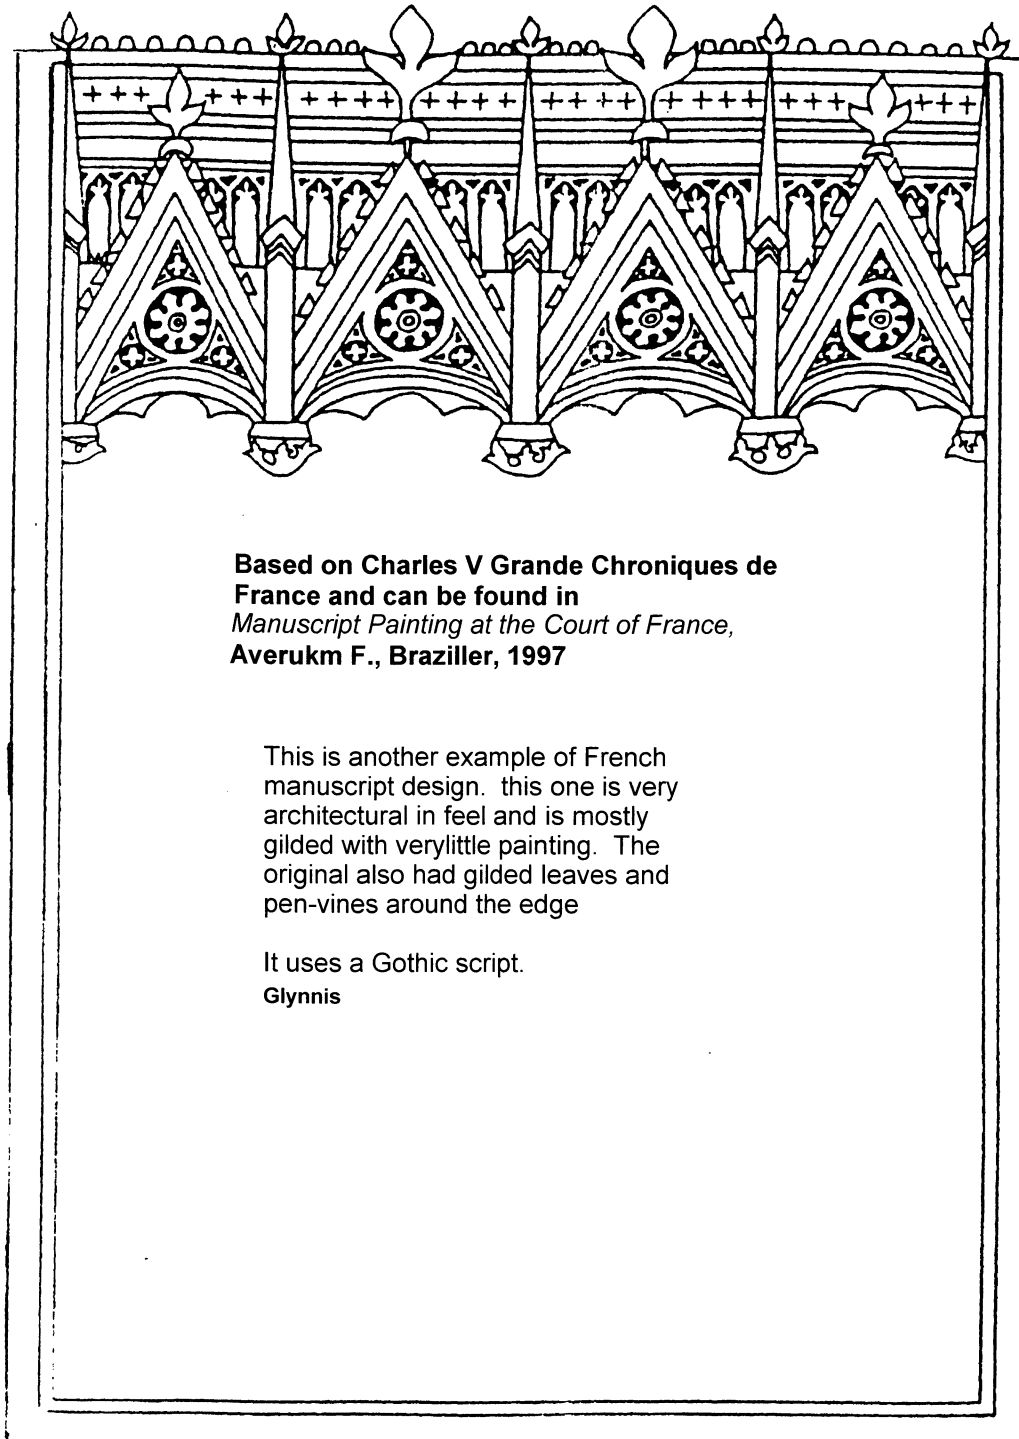 Based on Charles V Grande Chroniques de
France and can be found in
Manuscript Painting at the Court of France,
Averukm F., Braziller, 1997
This is another example of French
manuscript design.  this one is very
architectural in feel and is mostly
gilded with verylittle painting.  The
original also had gilded leaves and
pen-vines around the edge
It uses a Gothic script.
Glynnis